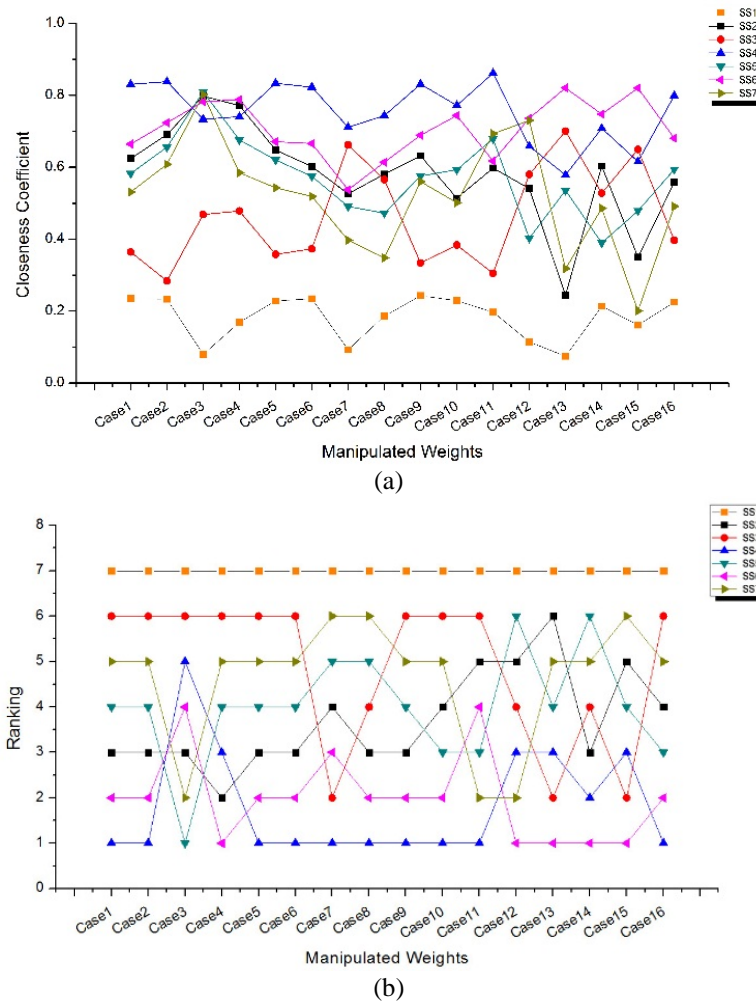 1.0
0.8
0.6
0.4
0.2
0.0
Closeness Coefficient
SS1
SS2
SS3
SS4
SS5
SS6
SS7
Case1
Case2
Case3
Case4
Case5
Case6
Case7
Case8
Case9
Case10
Case11
Case12
Case13
Case14
Case15
Case16
Manipulated Weights
(a)
8
7
6
5
4
3
2
1
0
Ranking
Case1
Case2
Case3
Case4
Case5
Case6
Case7
Case8
Case9
Case10
Case11
Case12
Case13
Case14
Case15
Case16
Manipulated Weights
(b)